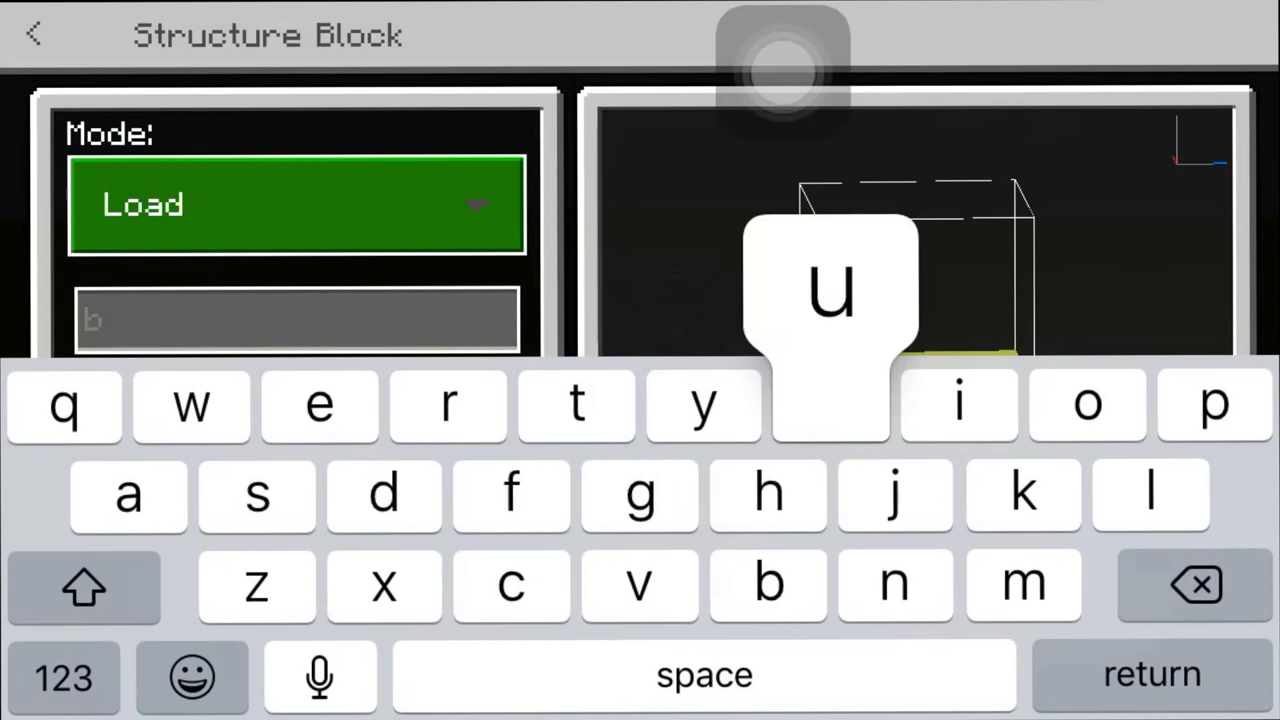 Structure Block
Mode:
Load
b
u
q w e r t y i o p
a s d f g h j k l
z x c v b n m
123 space return